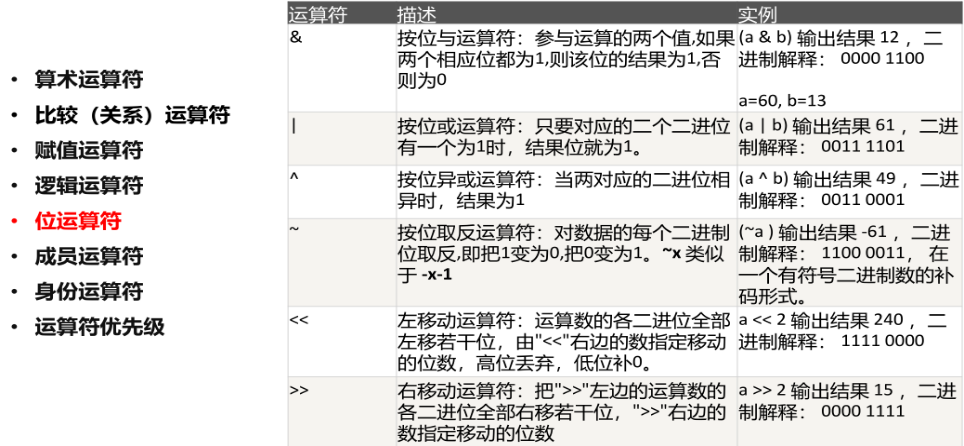 • 算术运算符
• 比较（关系）运算符
• 赋值运算符
• 逻辑运算符
• 位运算符
• 成员运算符
• 身份运算符
• 运算符优先级
运算符 描述 实例
&
按位与运算符：参与运算的两个值,如果
两个相应位都为1,则该位的结果为1,否
则为0
(a & b) 输出结果 12 ，二
进制解释： 0000 1100
a=60, b=13
|
按位或运算符：只要对应的二个二进位
有一个为1时，结果位就为1。
(a | b) 输出结果 61 ，二进
制解释： 0011 1101
^
按位异或运算符：当两对应的二进位相
异时，结果为1
(a ^ b) 输出结果 49 ，二进
制解释： 0011 0001
~
按位取反运算符：对数据的每个二进制
位取反,即把1变为0,把0变为1。~x 类似
于 -x-1
(~a ) 输出结果 -61 ，二进
制解释： 1100 0011， 在
一个有符号二进制数的补
码形式。
<<
左移动运算符：运算数的各二进位全部
左移若干位，由"<<"右边的数指定移动
的位数，高位丢弃，低位补0。
a << 2 输出结果 240 ，二
进制解释： 1111 0000
>>
右移动运算符：把">>"左边的运算数的
各二进位全部右移若干位，">>"右边的
数指定移动的位数
a >> 2 输出结果 15 ，二进
制解释： 0000 1111